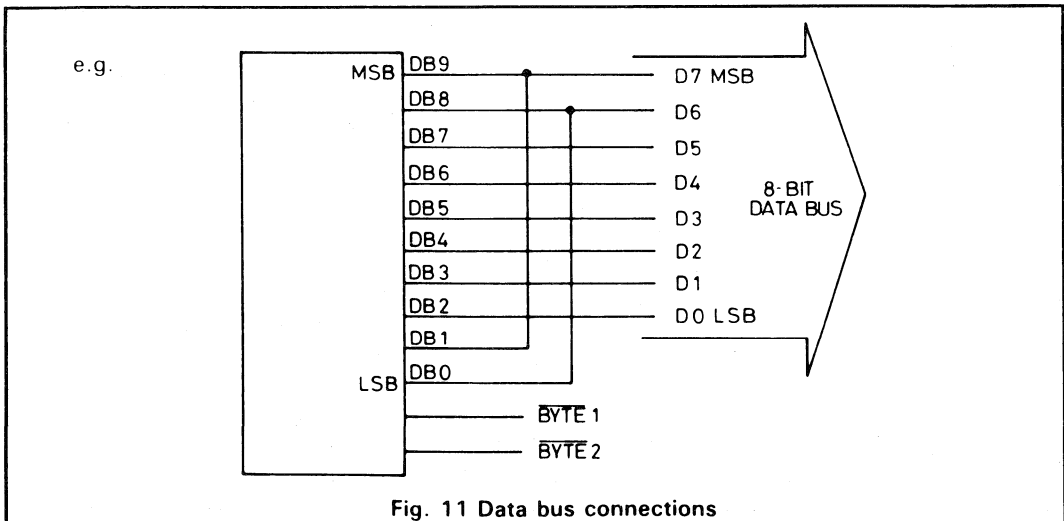 e.g.
MSB DB9 D7 MSB
DB8 D6
DB7 D5
DB6 D4
DB5 D3
DB4 D2
DB3 D1
DB2 D0 LSB
DB1
LSB DB0
BYTE 1
BYTE 2
8-BIT
DATA BUS
Fig. 11 Data bus connections